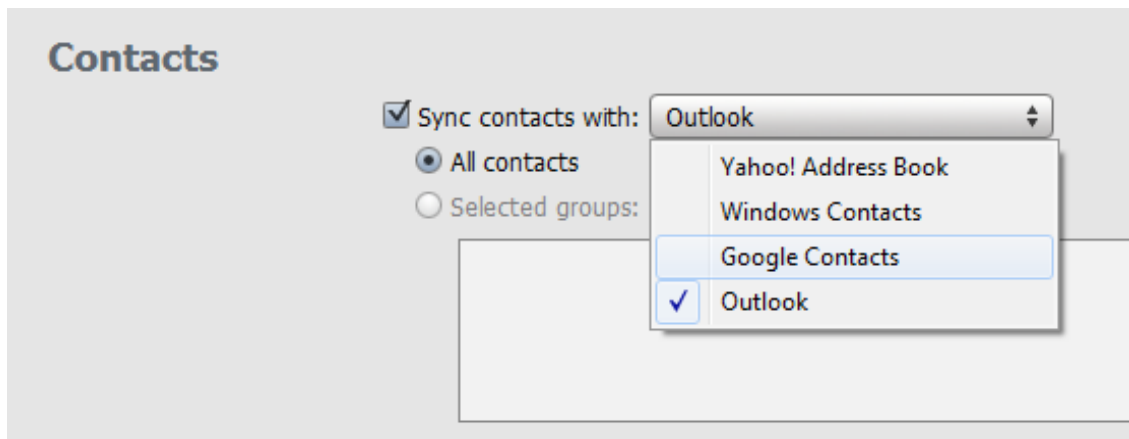 Contacts
Sync contacts with: Outlook
All contacts
Yahoo! Address Book
Selected groups:
Windows Contacts
Google Contacts
Outlook